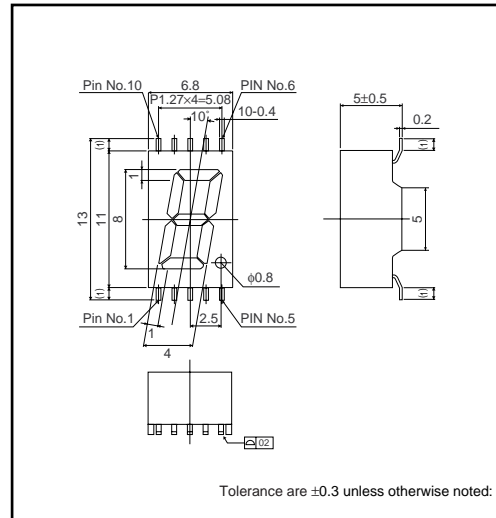 Pin No.10
6.8
PIN No.6
P1.27×4=5.08
10°
10-0.4
5±0.5
0.2
(1)
(1)
1
13
11
8
5
φ0.8
(1)
(1)
Pin No.1
2.5
PIN No.5
1
4
02
Tolerance are ±0.3 unless otherwise noted: